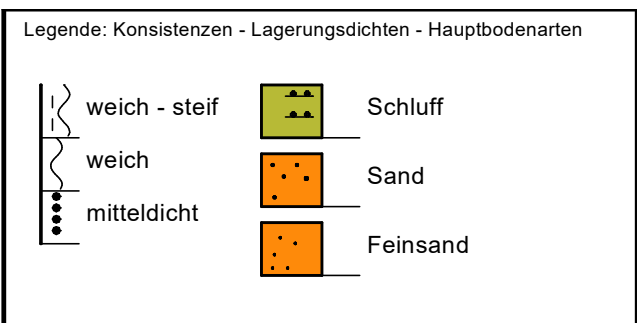 Legende: Konsistenzen - Lagerungsdichten - Hauptbodenarten
weich - steif
weich
mitteldicht
Schluff
Sand
Feinsand